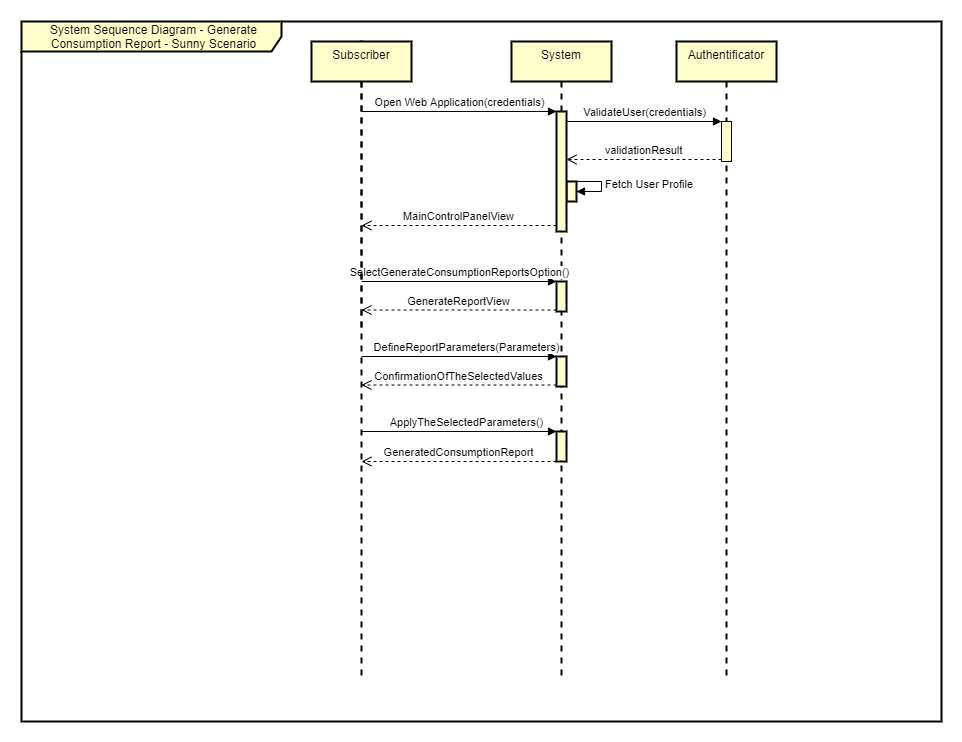 System Sequence Diagram - Generate
Consumption Report - Sunny Scenario
Subscriber
System
Authentificator
Open Web Application(credentials)
ValidateUser(credentials)
validationResult
Fetch User Profile
MainControlPanelView
SelectGenerateConsumptionReportsOption()
GenerateReportView
DefineReportParameters(Parameters)
ConfirmationOfTheSelectedValues
ApplyTheSelectedParameters()
GeneratedConsumptionReport